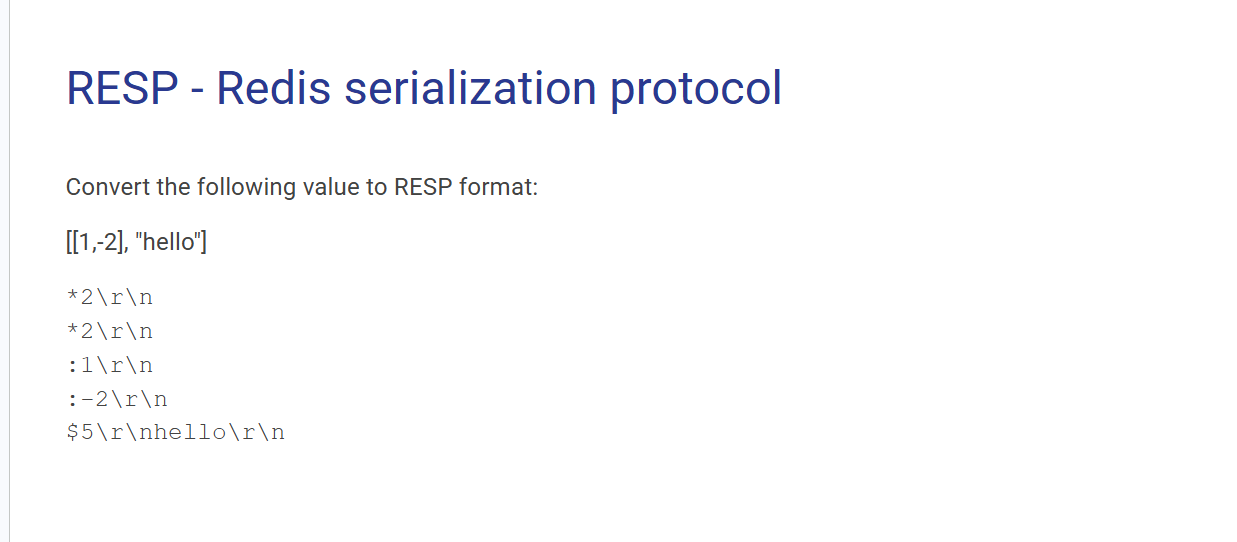 RESP - Redis serialization protocol
Convert the following value to RESP format:
[[1,-2], "hello"]
*2\r\n
*2\r\n
:1\r\n
:-2\r\n
$5\r\nhello\r\n